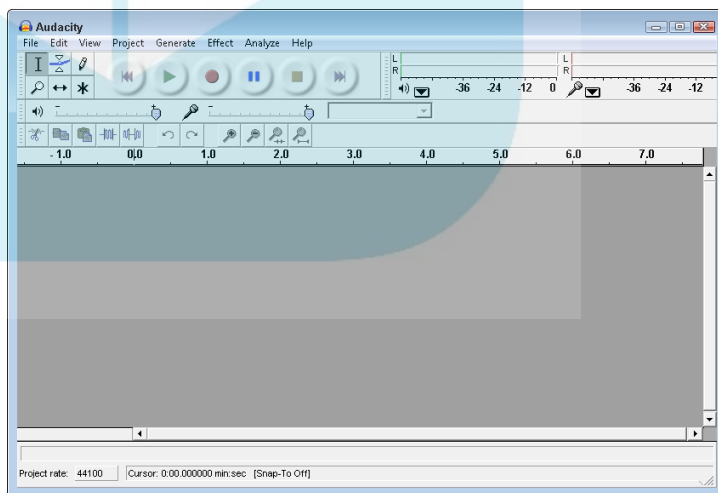 Audacity
File Edit View Project Generate Effect Analyze Help
L L
R R
-36 -24 -12 0 -36 -24 -12
- 1.0 0.0 1.0 2.0 3.0 4.0 5.0 6.0 7.0
Project rate: 44100 Cursor: 0:00.000000 min:sec [Snap-To Off]